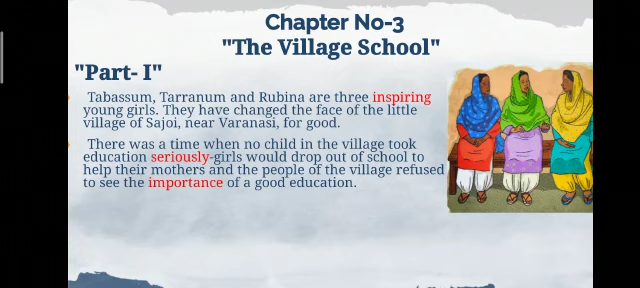 Chapter No-3
"The Village School"
"Part- I"
Tabassum, Tarranum and Rubina are three inspiring
young girls. They have changed the face of the little
village of Sajoi, near Varanasi, for good.
There was a time when no child in the village took
education seriously-girls would drop out of school to
help their mothers and the people of the village refused
to see the importance of a good education.